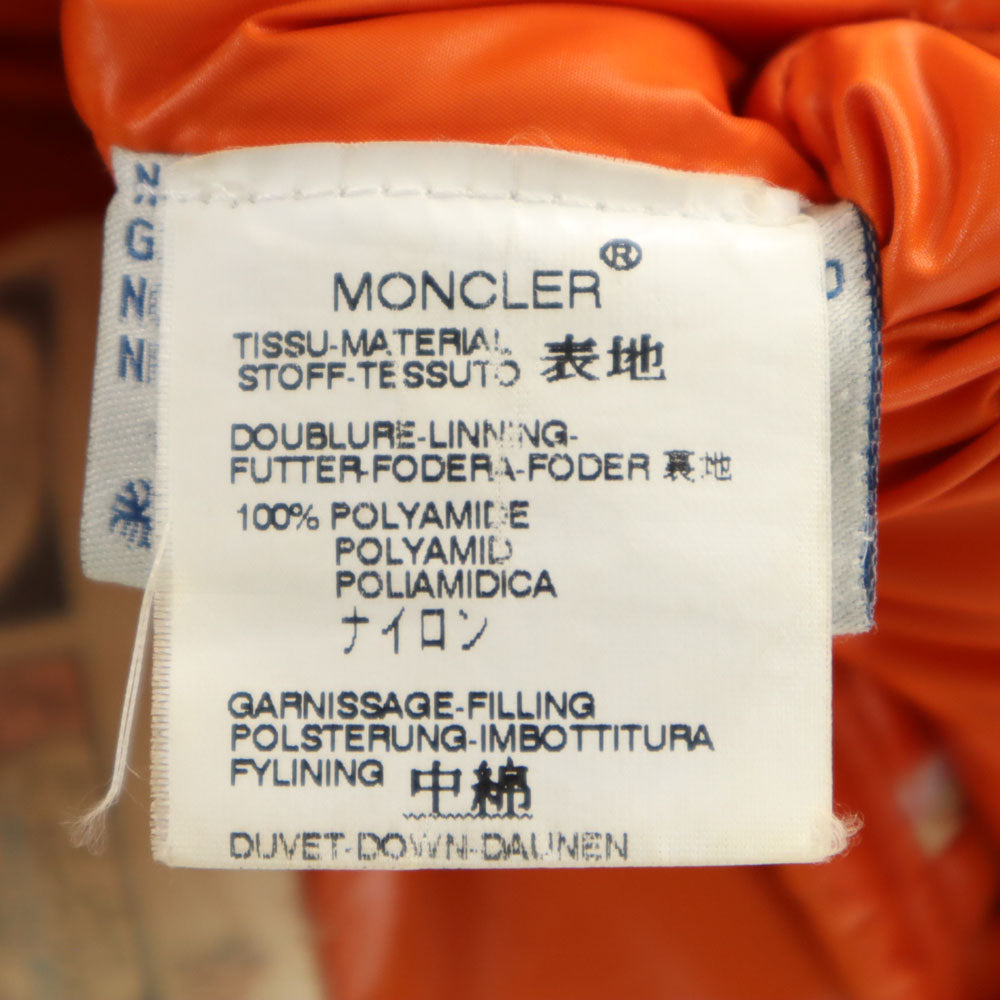 MONCLER®
TISSU-MATERIAL
STOFF-TESSUTO 表地
DOUBLURE-LINNING-
FUTTER-FODERA-FODER 裏地
100% POLYAMIDE
POLYAMID
POLIAMIDICA
ナイロン
GARNISSAGE-FILLING
POLSTERUNG-IMBOTTITURA
FYLINING 中綿
DUVET-DOWN-DAUNEN